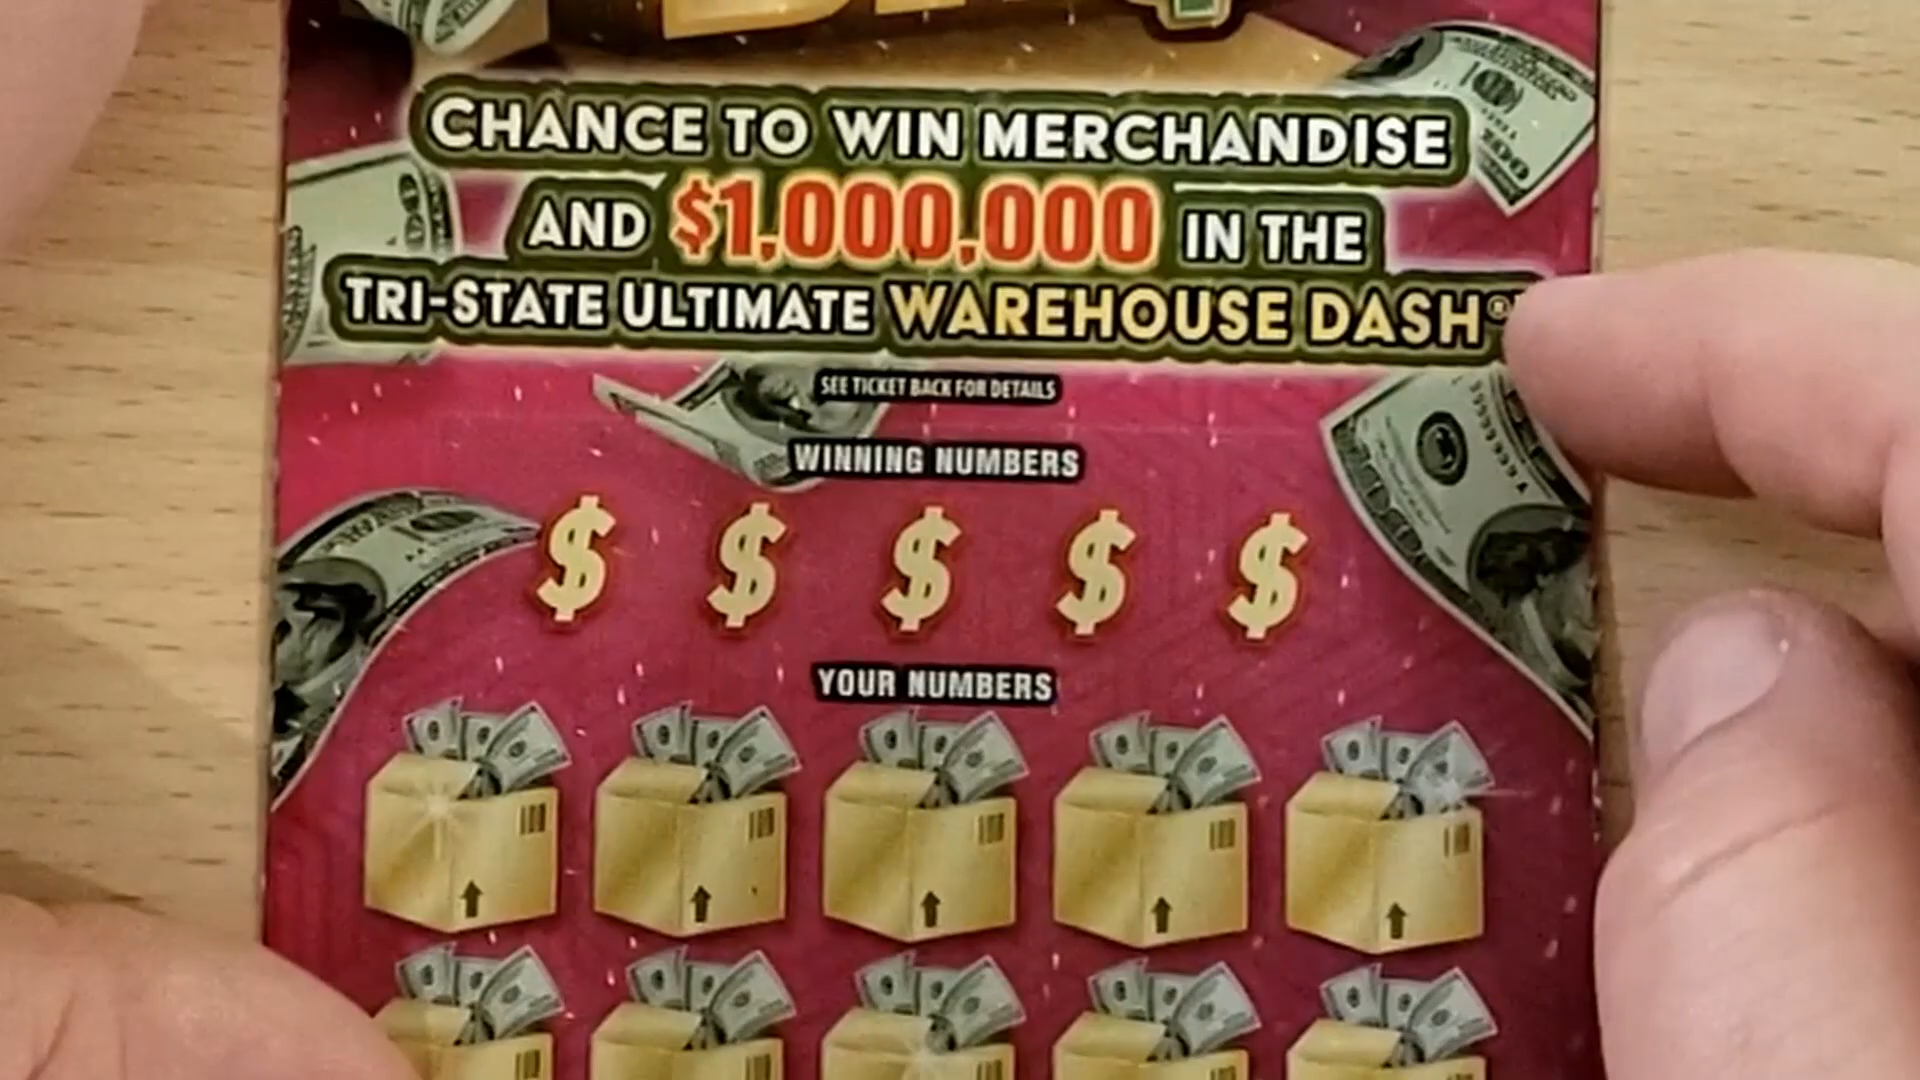 CHANCE TO WIN MERCHANDISE
AND $1,000,000 IN THE
TRI-STATE ULTIMATE WAREHOUSE DASH®
SEE TICKET BACK FOR DETAILS
WINNING NUMBERS
$ $ $ $ $
YOUR NUMBERS